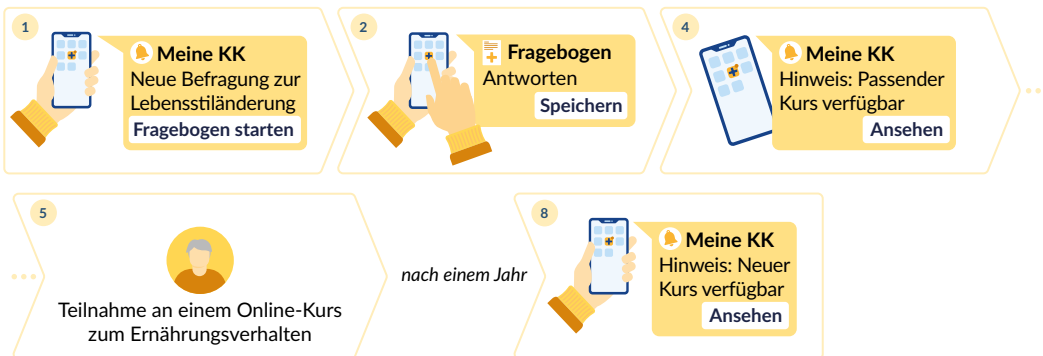 1
Meine KK
Neue Befragung zur
Lebensstiländerung
Fragebogen starten
2
Fragebogen
Antworten
Speichern
4
Meine KK
Hinweis: Passender
Kurs verfügbar
Ansehen
5
Teilnahme an einem Online-Kurs
zum Ernährungsverhalten
nach einem Jahr
8
Meine KK
Hinweis: Neuer
Kurs verfügbar
Ansehen